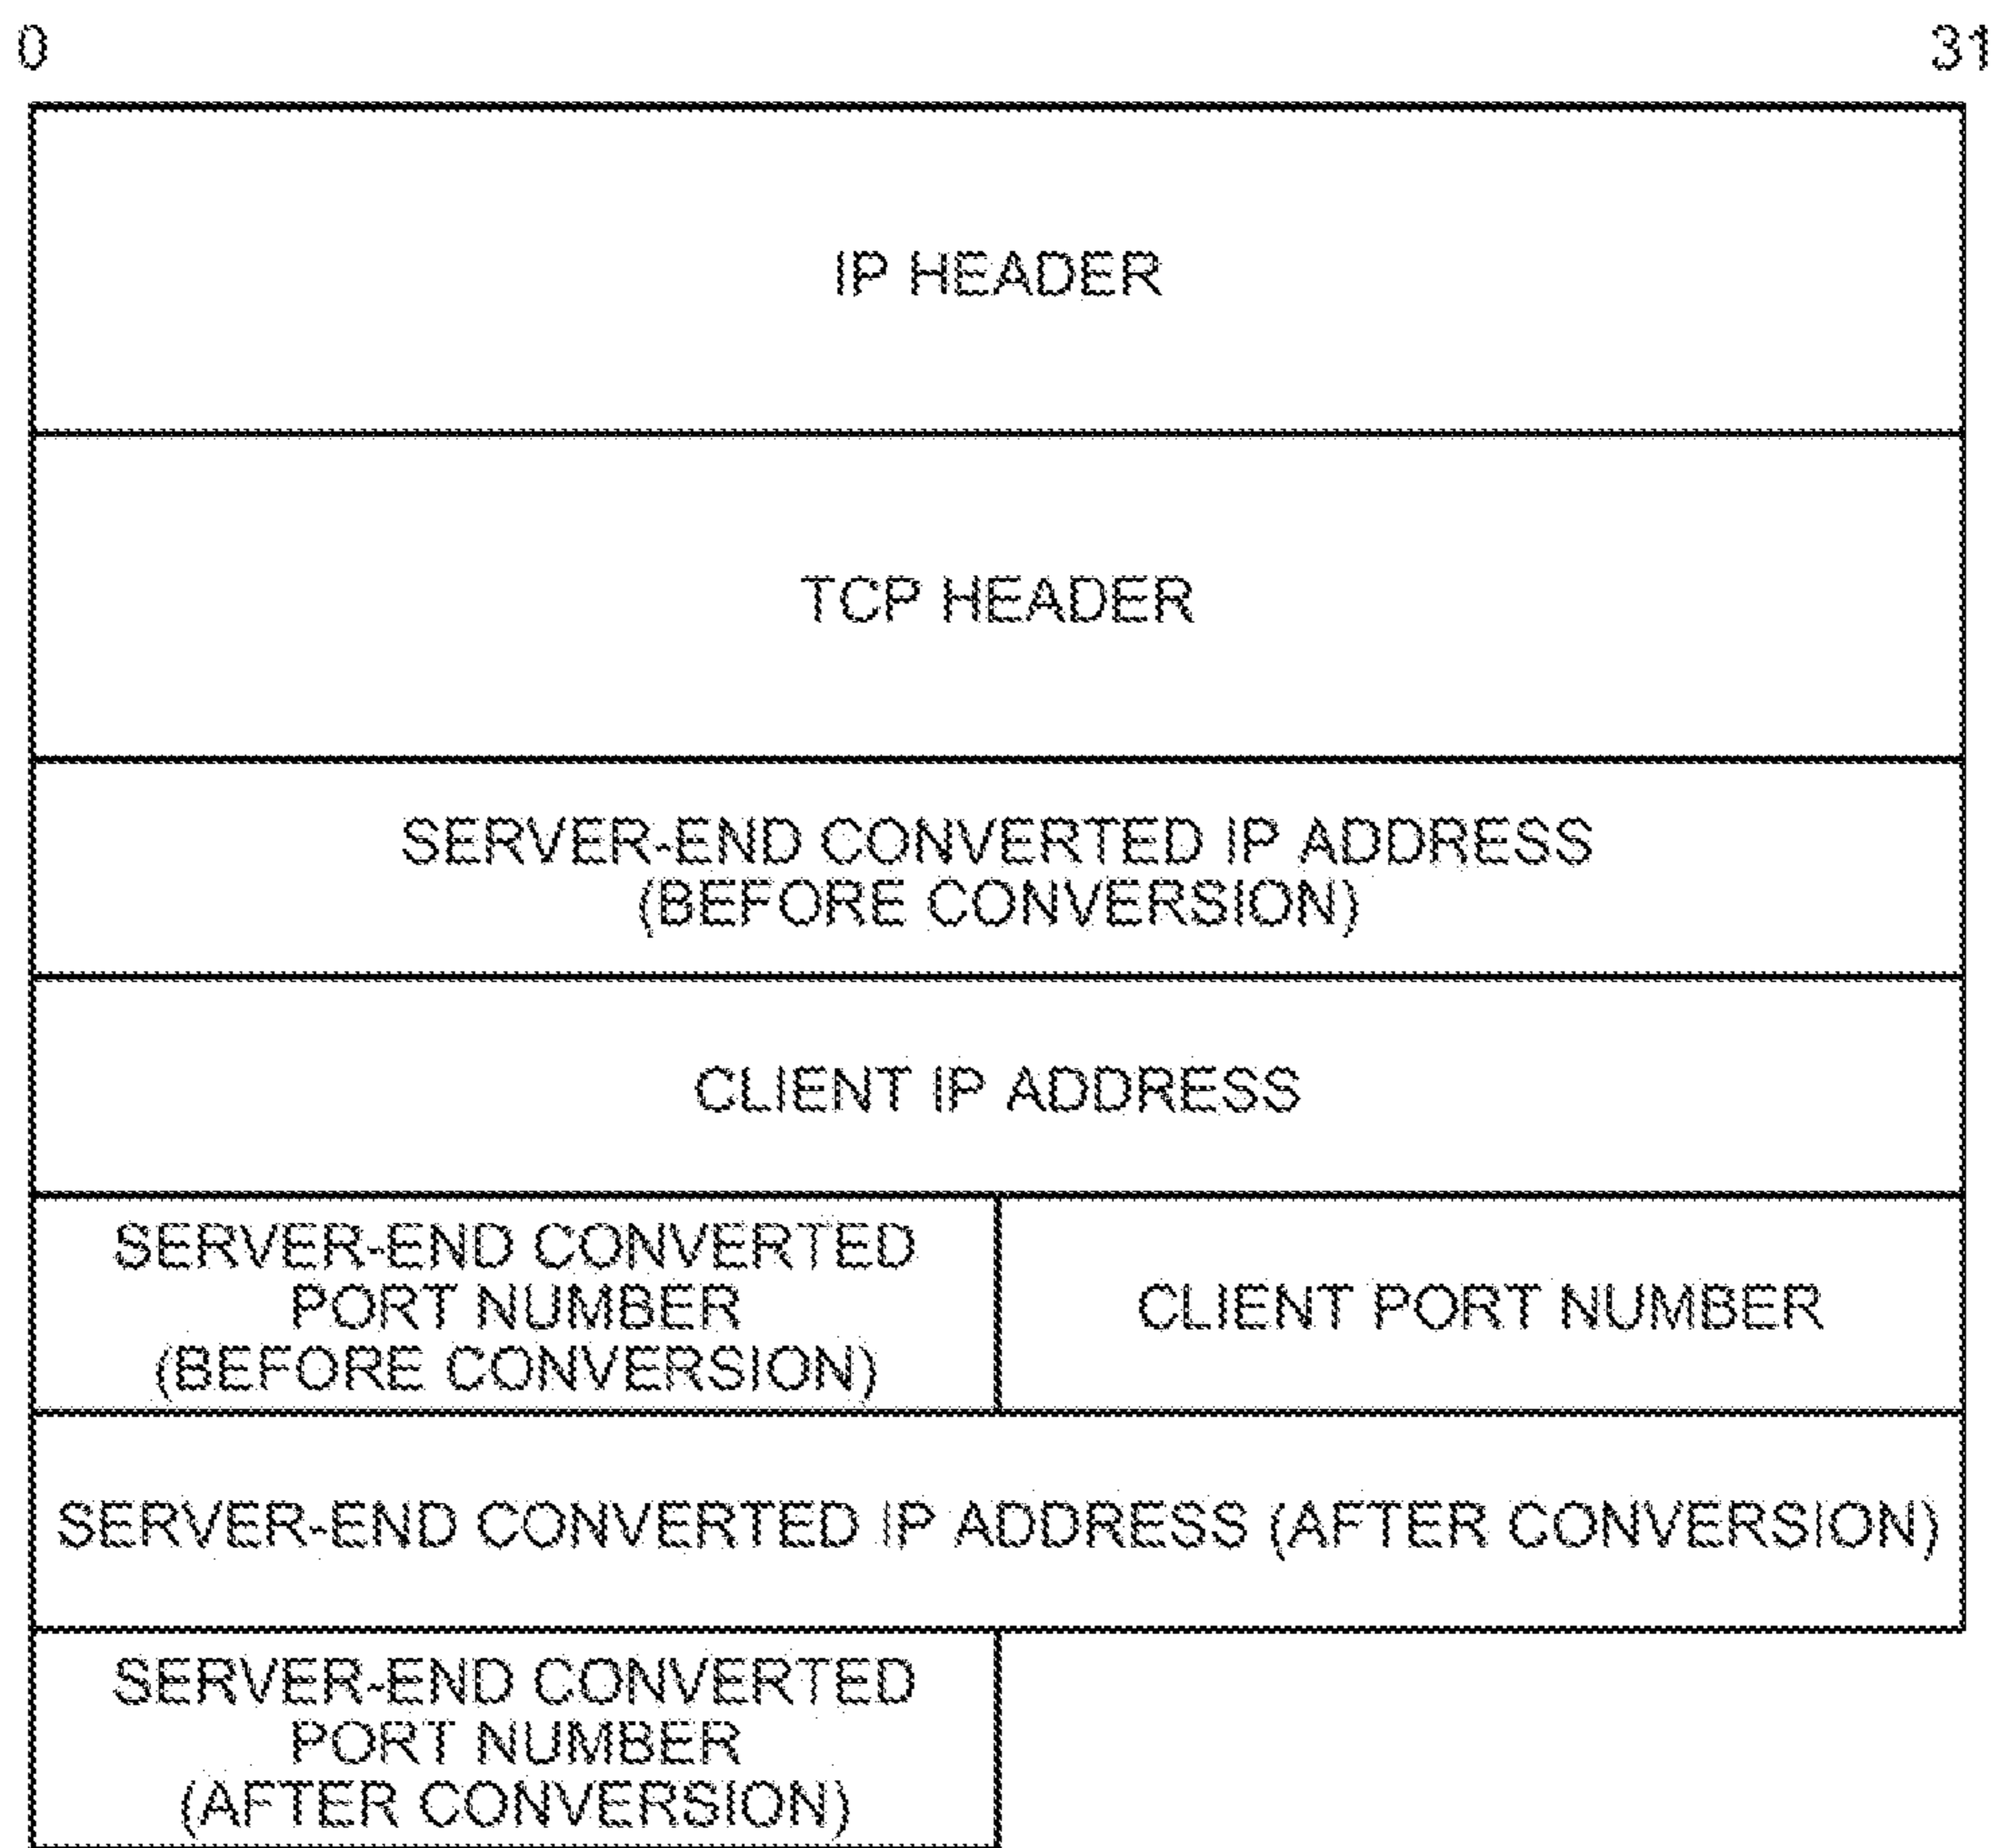 0
31
IP HEADER
TCP HEADER
SERVER-END CONVERTED IP ADDRESS
(BEFORE CONVERSION)
CLIENT IP ADDRESS
SERVER-END CONVERTED
PORT NUMBER
(BEFORE CONVERSION)
CLIENT PORT NUMBER
SERVER-END CONVERTED IP ADDRESS (AFTER CONVERSION)
SERVER-END CONVERTED
PORT NUMBER
(AFTER CONVERSION)